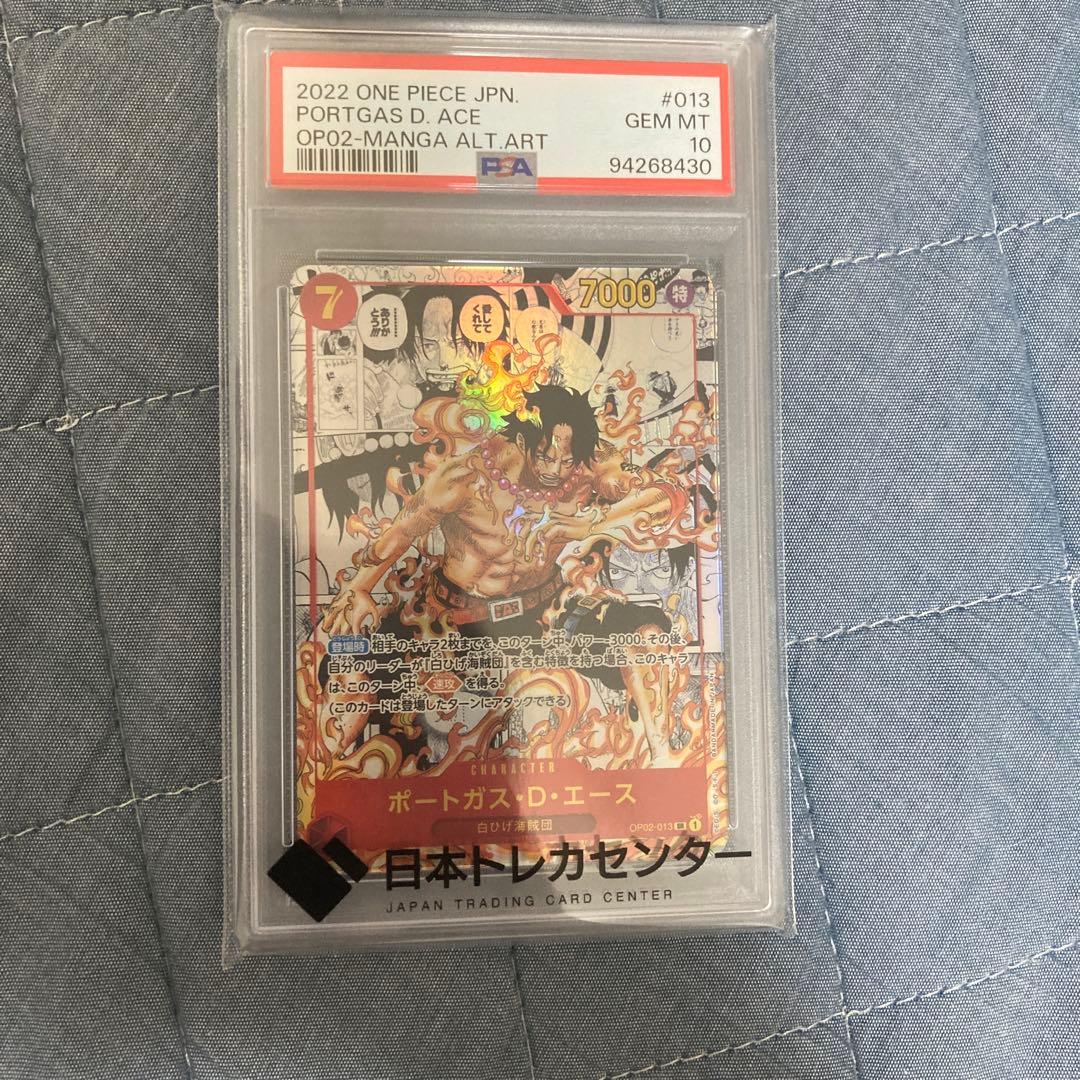 2022 ONE PIECE JPN.
#013
PORTGAS D. ACE
GEM MT
OP02-MANGA ALT.ART
10
PSA
94268430
7
7000
特
………
ありが
とう!!!
愛して
くれて
登場時 相手のキャラ2枚までを、このターン中、パワー-3000。その後、
自分のリーダーが『白ひげ海賊団』を含む特徴を持つ場合、このキャラ
は、このターン中、速攻 を得る。
(このカードは登場したターンにアタックできる)
CHARACTER
ポートガス・D・エース
白ひげ海賊団
OP02-013 SR 1
日本トレカセンター
JAPAN TRADING CARD CENTER